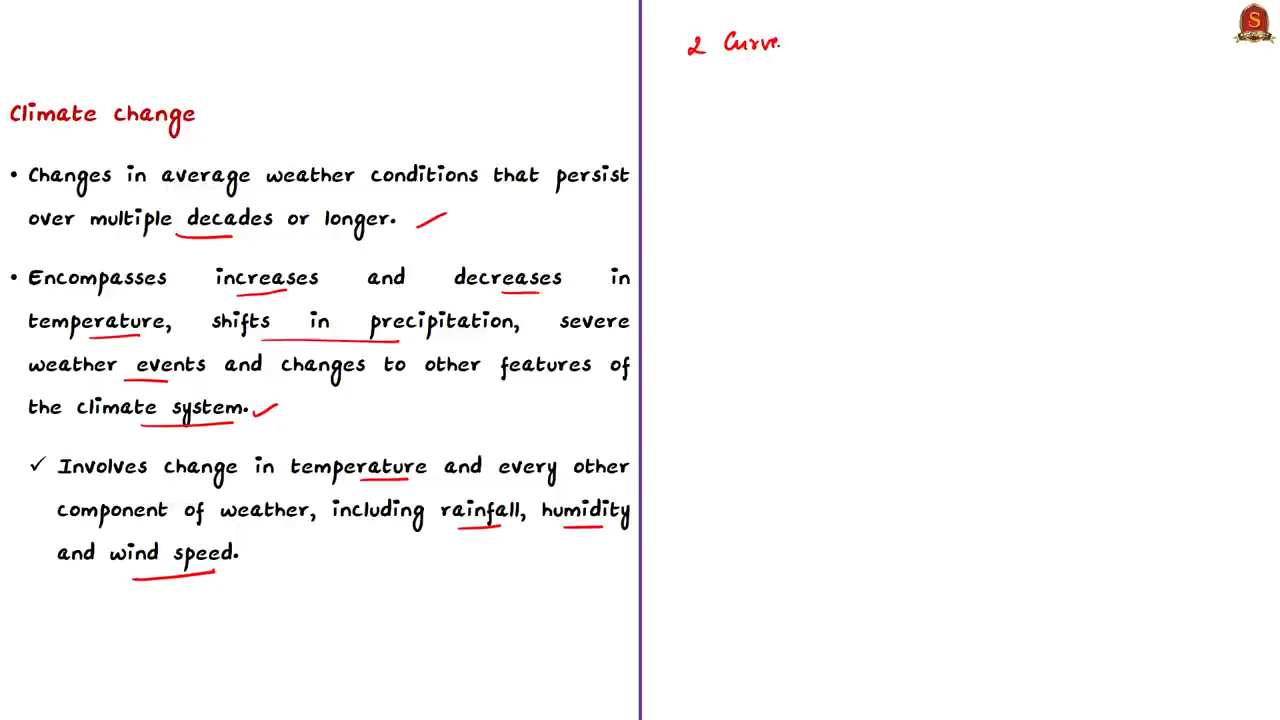 Climate change
• Changes in average weather conditions that persist
over multiple decades or longer.
• Encompasses increases and decreases in
temperature, shifts in precipitation, severe
weather events and changes to other features of
the climate system.
✓ Involves change in temperature and every other
component of weather, including rainfall, humidity
and wind speed.
2 Curve
S